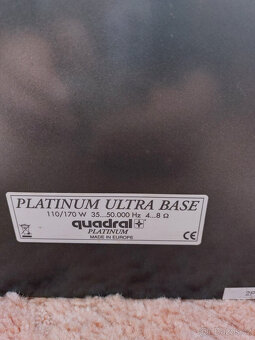 PLATINUM ULTRA BASE
110/170 W 35...50.000 Hz 4...8 Ω
quadral
PLATINUM
MADE IN EUROPE
CE